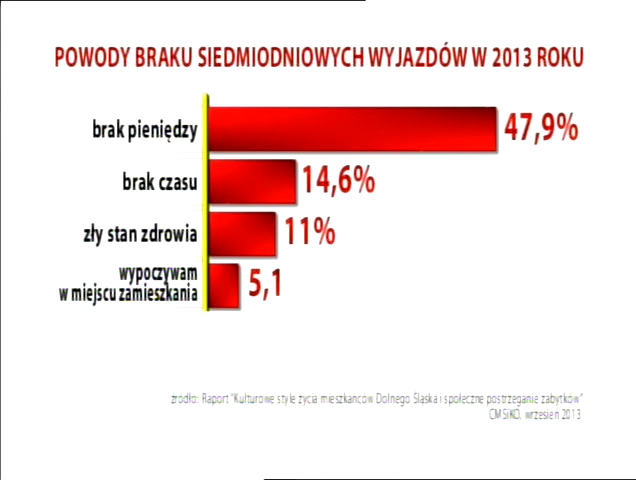 POWODY BRAKU SIEDMIODNIOWYCH WYJAZDÓW W 2013 ROKU
brak pieniędzy 47,9%
brak czasu 14,6%
zły stan zdrowia 11%
wypoczywam
w miejscu zamieszkania 5,1
źródło: Raport "Kulturowe style życia mieszkańców Dolnego Śląska i społeczne postrzeganie zabytków"
CMSiKO, wrzesień 2013